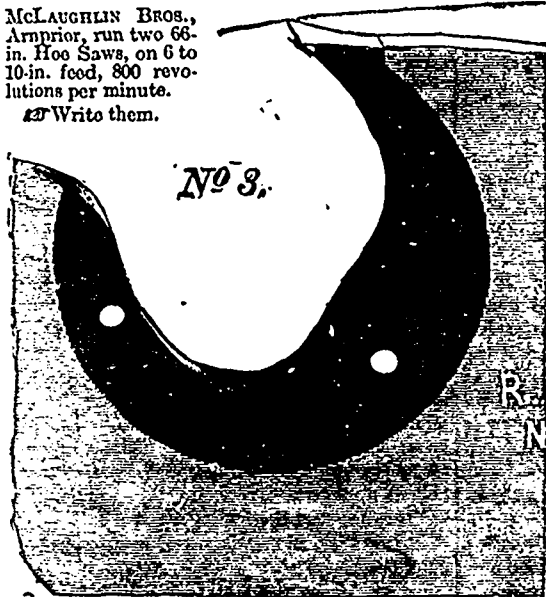 McLaughlin Bros.,
Arnprior, run two 66-
in. Hoe Saws, on 6 to
10-in. feed, 800 revo-
lutions per minute.
☞ Write them.
No 3.
R.
N